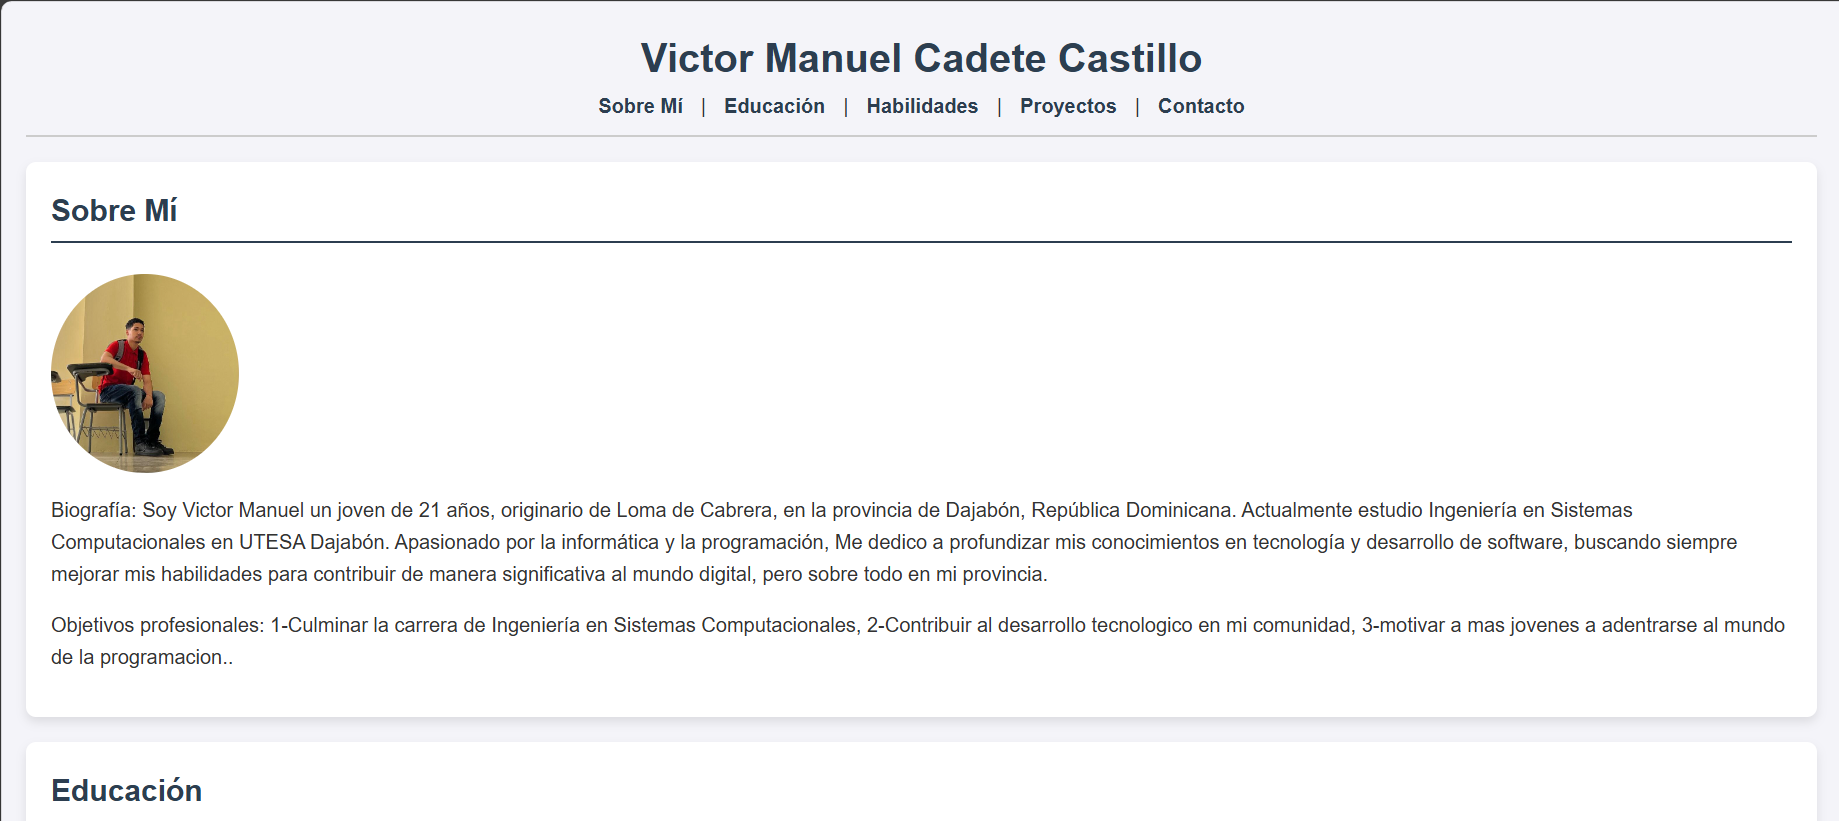 Victor Manuel Cadete Castillo
Sobre Mí | Educación | Habilidades | Proyectos | Contacto
Sobre Mí
Biografía: Soy Victor Manuel un joven de 21 años, originario de Loma de Cabrera, en la provincia de Dajabón, República Dominicana. Actualmente estudio Ingeniería en Sistemas
Computacionales en UTESA Dajabón. Apasionado por la informática y la programación, Me dedico a profundizar mis conocimientos en tecnología y desarrollo de software, buscando siempre
mejorar mis habilidades para contribuir de manera significativa al mundo digital, pero sobre todo en mi provincia.
Objetivos profesionales: 1-Culminar la carrera de Ingeniería en Sistemas Computacionales, 2-Contribuir al desarrollo tecnologico en mi comunidad, 3-motivar a mas jovenes a adentrarse al mundo
de la programacion..
Educación